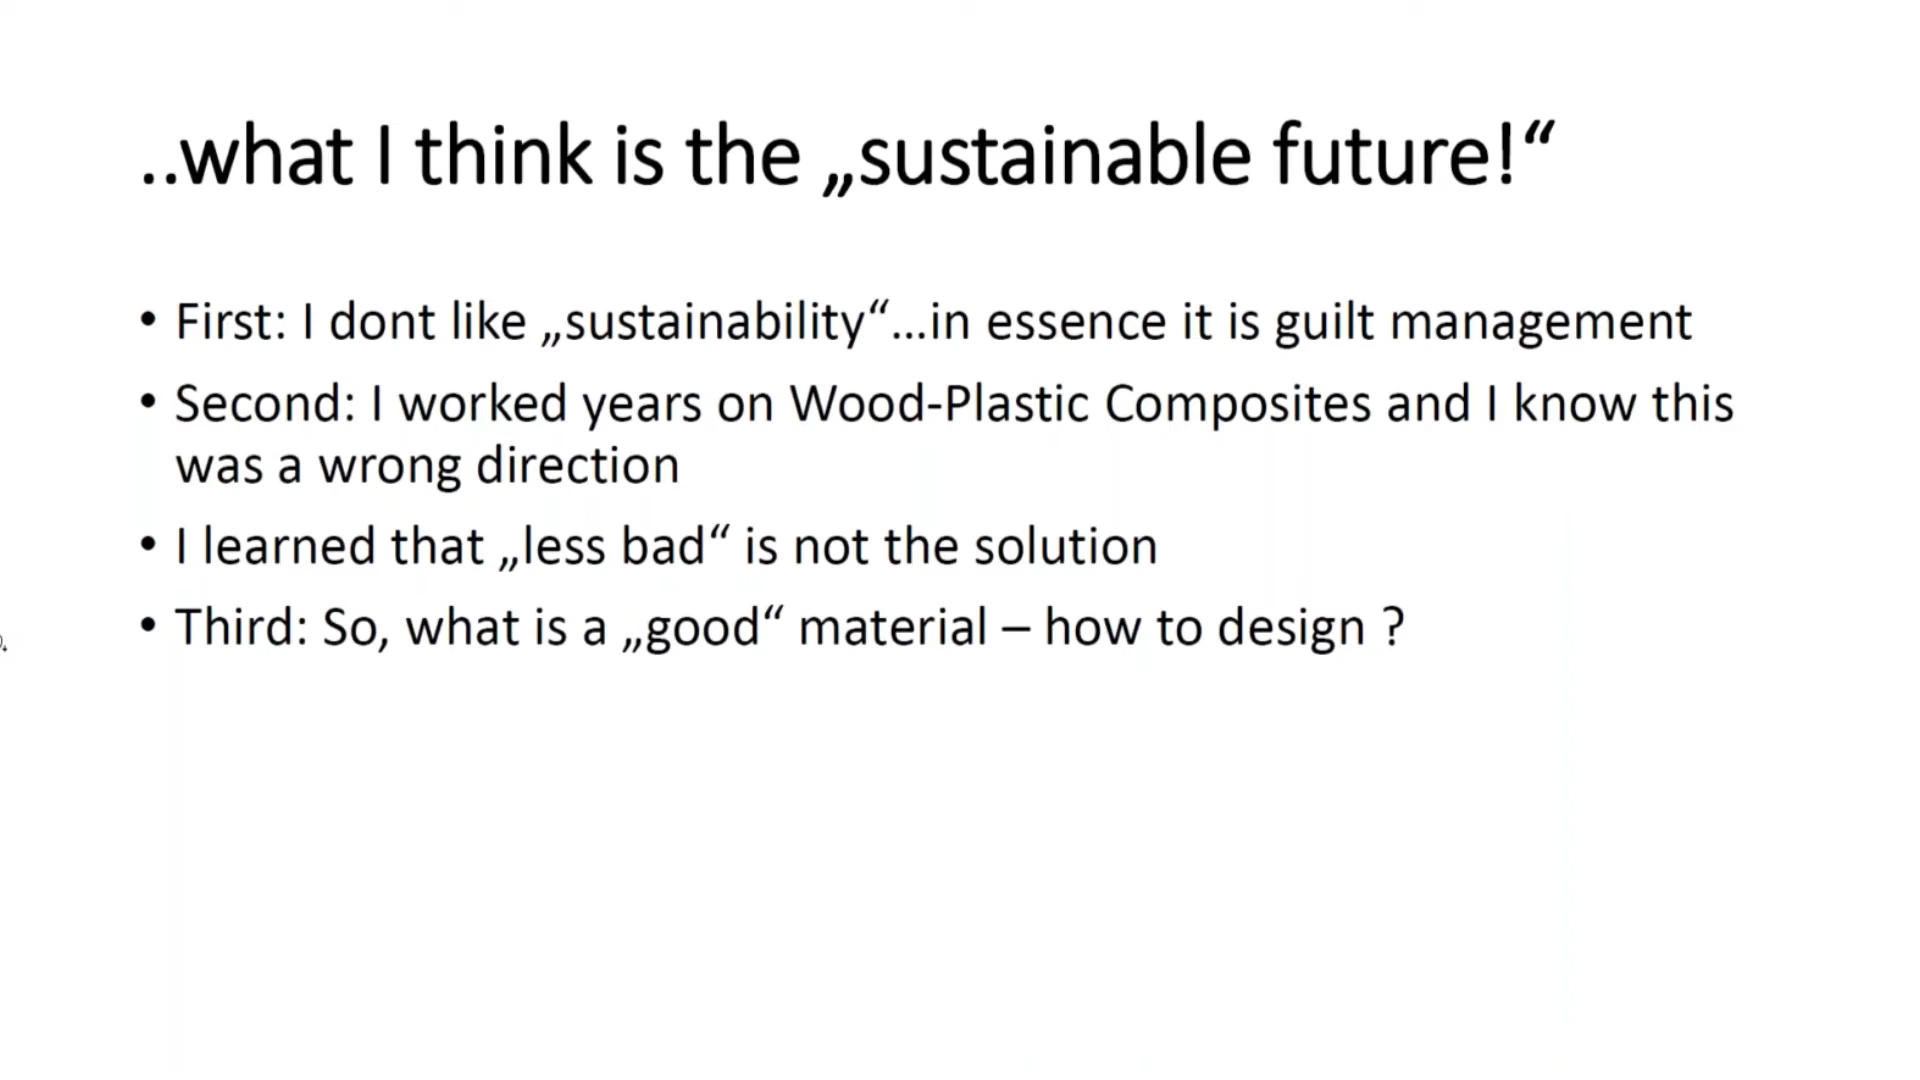 ..what I think is the „sustainable future!“
• First: I dont like „sustainability“...in essence it is guilt management
• Second: I worked years on Wood-Plastic Composites and I know this
was a wrong direction
• I learned that „less bad“ is not the solution
• Third: So, what is a „good“ material – how to design ?